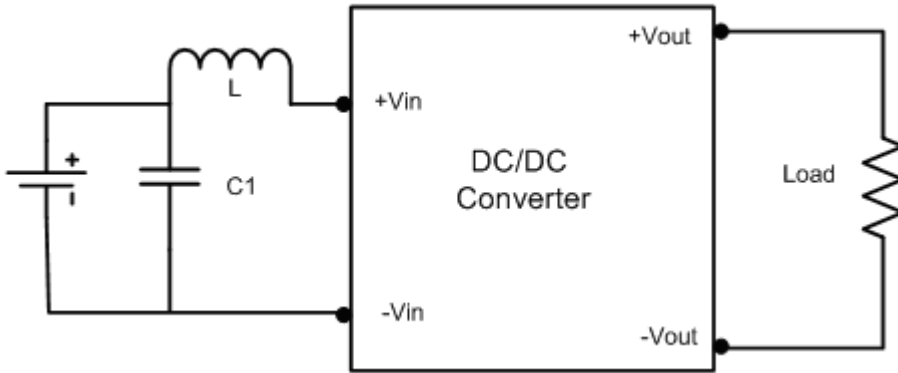 +Vout
L
+Vin
DC/DC
Converter
Load
C1
+
-Vin
-Vout